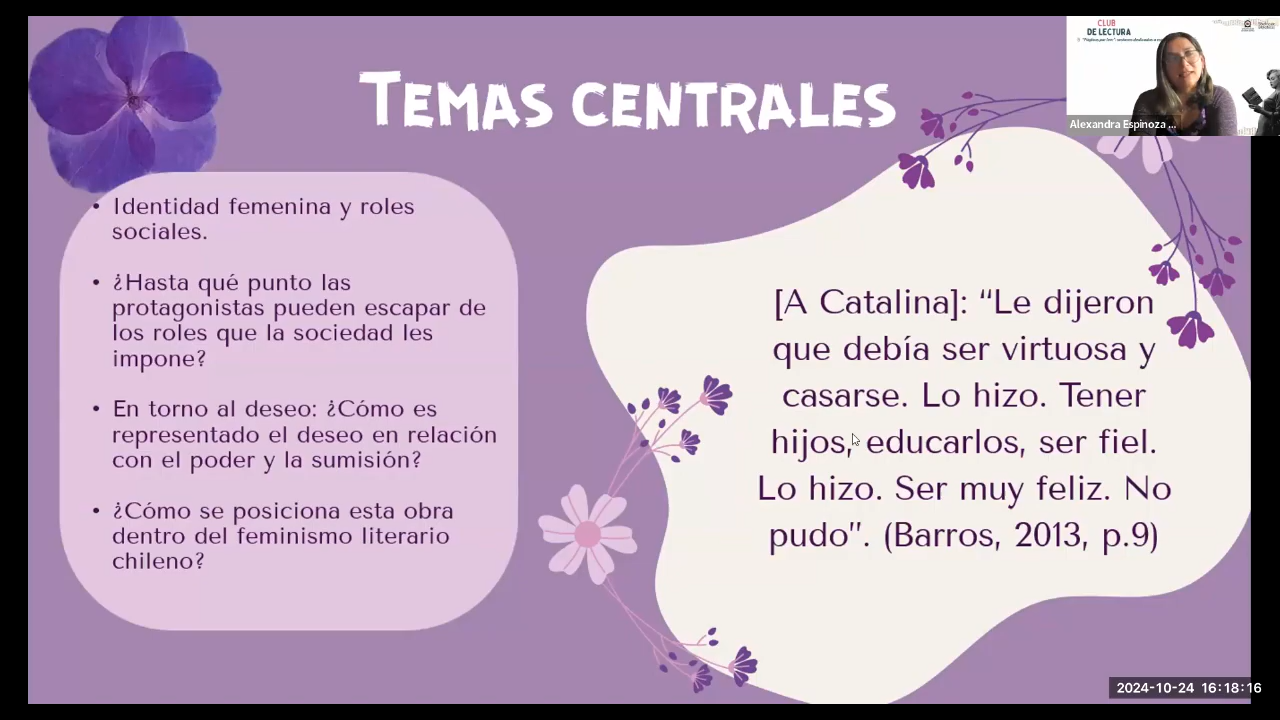 TEMAS CENTRALES
• Identidad femenina y roles
sociales.
• ¿Hasta qué punto las
protagonistas pueden escapar de
los roles que la sociedad les
impone?
• En torno al deseo: ¿Cómo es
representado el deseo en relación
con el poder y la sumisión?
• ¿Cómo se posiciona esta obra
dentro del feminismo literario
chileno?
[A Catalina]: “Le dijeron
que debía ser virtuosa y
casarse. Lo hizo. Tener
hijos, educarlos, ser fiel.
Lo hizo. Ser muy feliz. No
pudo”. (Barros, 2013, p.9)
CLUB
DE LECTURA
Alexandra Espinoza ...
2024-10-24 16:18:16